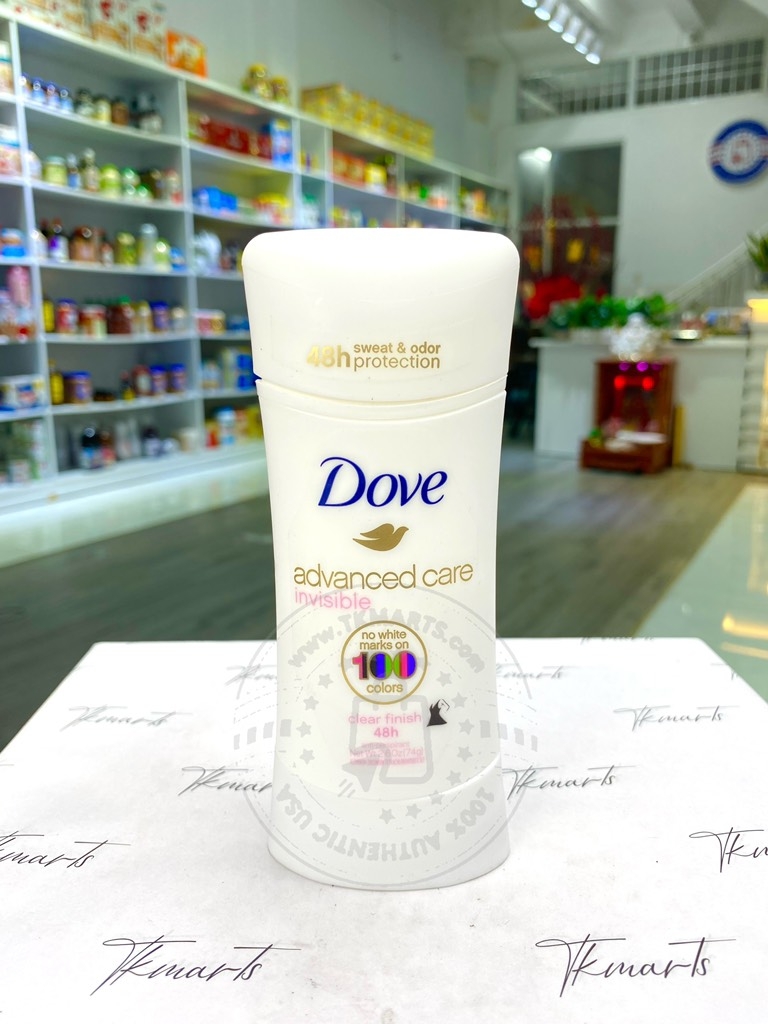 48h sweat & odor
protection
Dove
advanced care
invisible
no white
marks on
100
colors
clear finish
48h
WWW.TKMARTS
100% AUTHENTIC USA
Tkmarts
Tkmarts
Tkmarts
Tkmarts
Tkmarts
Tkmarts